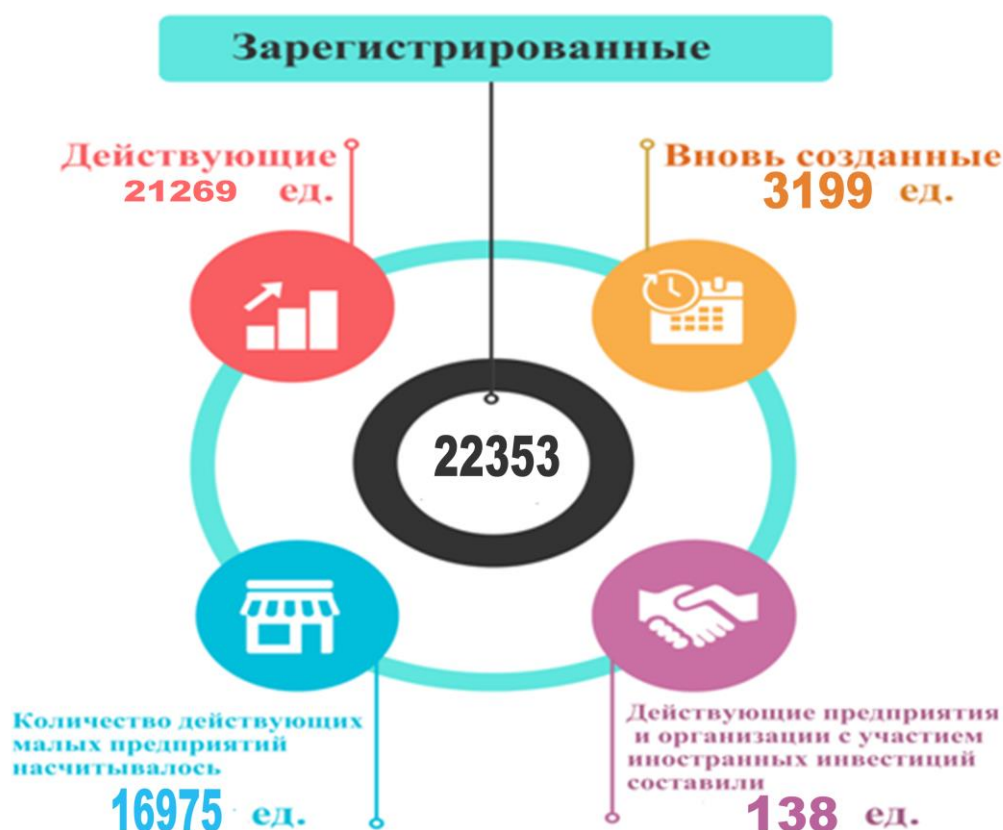 Зарегистрированные
Действующие
21269 ед.
Вновь созданные
3199 ед.
22353
Количество действующих
малых предприятий
насчитывалось
16975 ед.
Действующие предприятия
и организации с участием
иностранных инвестиций
составили
138 ед.